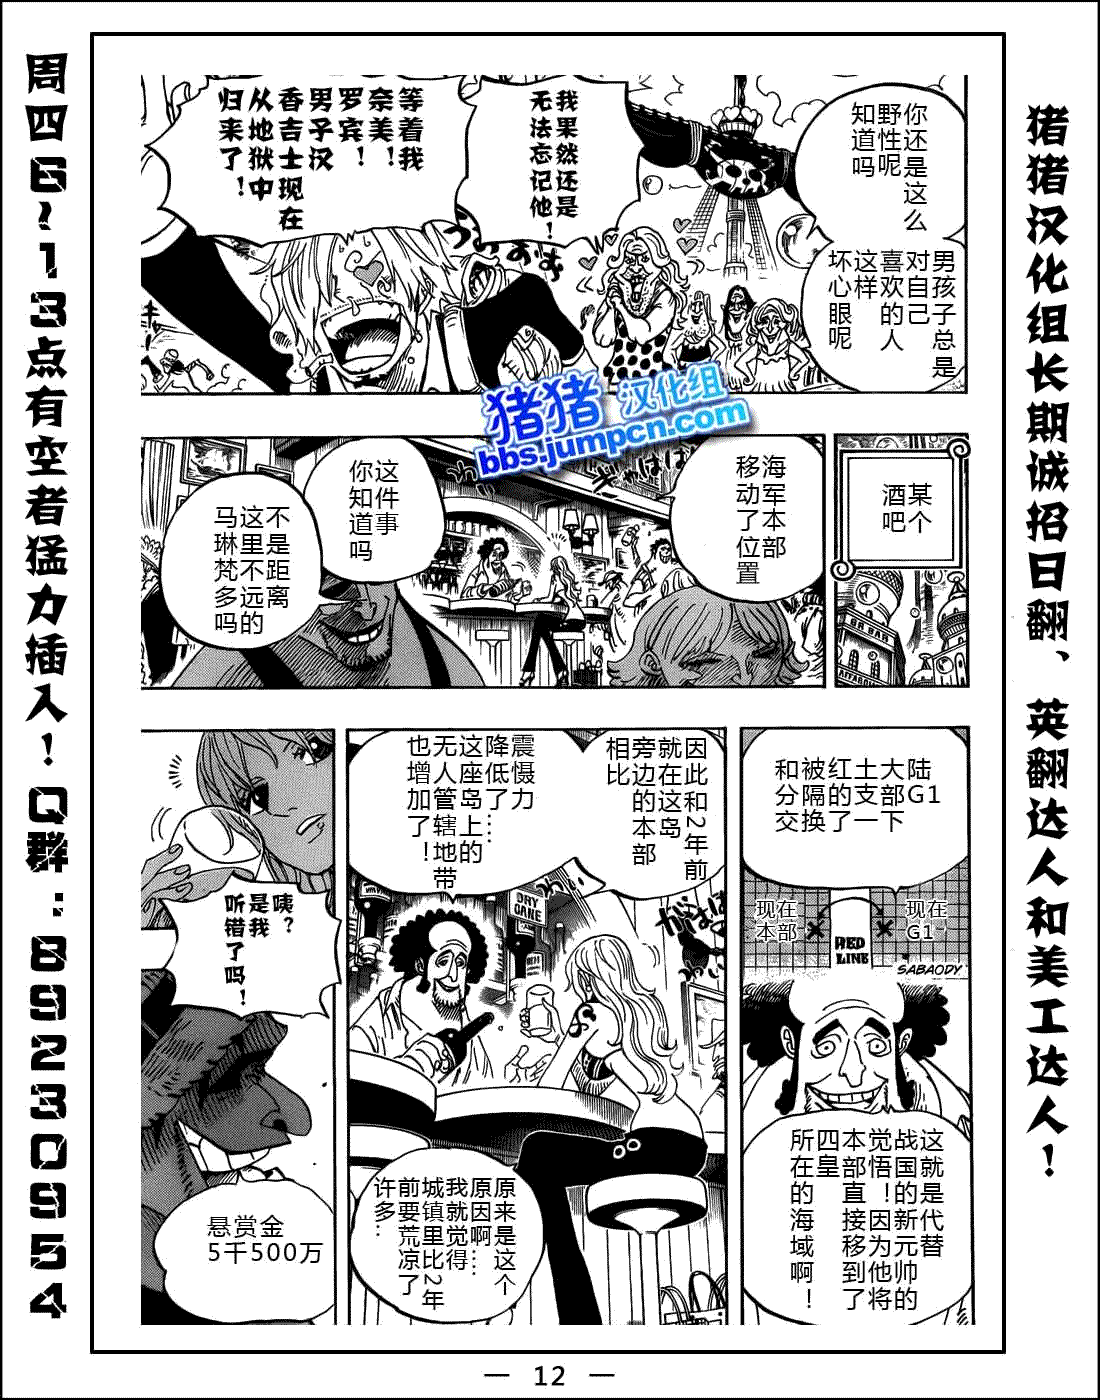 猪猪汉化组长期诚招日翻、英翻达人和美工达人！
你还是这么
野性呢
知道吗
男孩子总是
对自己
喜欢的人
这样
坏心眼呢
我果然还是
无法忘记他！
等着我
奈美！
罗宾！
男子汉
香吉士现在
从地狱中
归来了！
猪猪汉化组
bbs.jumpcn.com
某个
酒吧
GR BAR
海军本部
移动了位置
这件事
你知道吗
不是距离
这里不远的
马琳梵
多吗
和被红土大陆
分隔的支部G1
交换了一下
现在
本部
现在
G1
RED
LINE
SABAODY
这就是代替
战国的新元帅的
觉悟！因为他将
本部直接移到了
四皇
所在的海域啊！
因此和2年前
就在这岛
旁边的本部
相比
震慑力
降低了…
这座岛上的
无人管辖地带
也增加了！
DRY
CANE
原来是这个
原因啊…
我就觉得
城镇里比2年
前要荒凉了
许多…
咦？
是我
听错了吗！
悬赏金
5千500万
周四6~13点有空者猛力插入！Q群：892330954
— 12 —